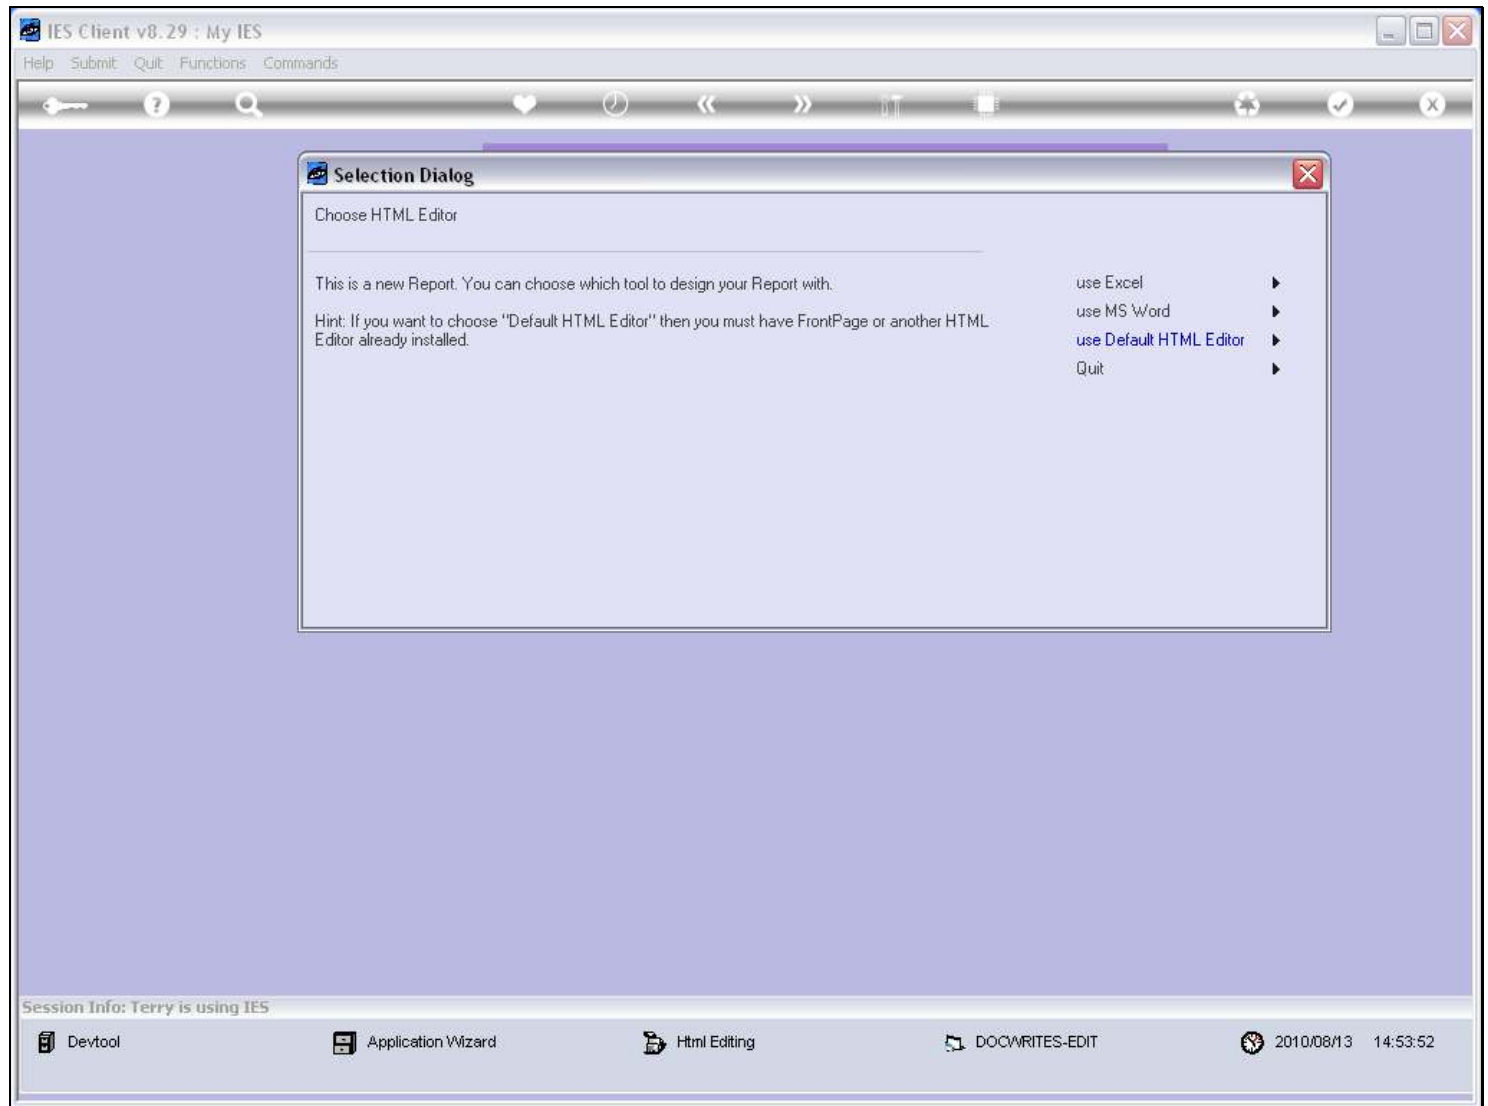 IES Client v8.29 : My IES
Help Submit Quit Functions Commands
Selection Dialog
Choose HTML Editor
This is a new Report. You can choose which tool to design your Report with.
Hint: If you want to choose "Default HTML Editor" then you must have FrontPage or another HTML
Editor already installed.
use Excel
use MS Word
use Default HTML Editor
Quit
Session Info: Terry is using IES
Devtool Application Wizard Html Editing DOCWRITES-EDIT 2010/08/13 14:53:52